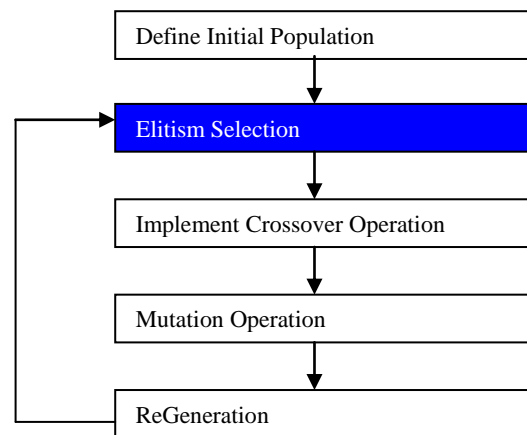 Define Initial Population
Elitism Selection
Implement Crossover Operation
Mutation Operation
ReGeneration